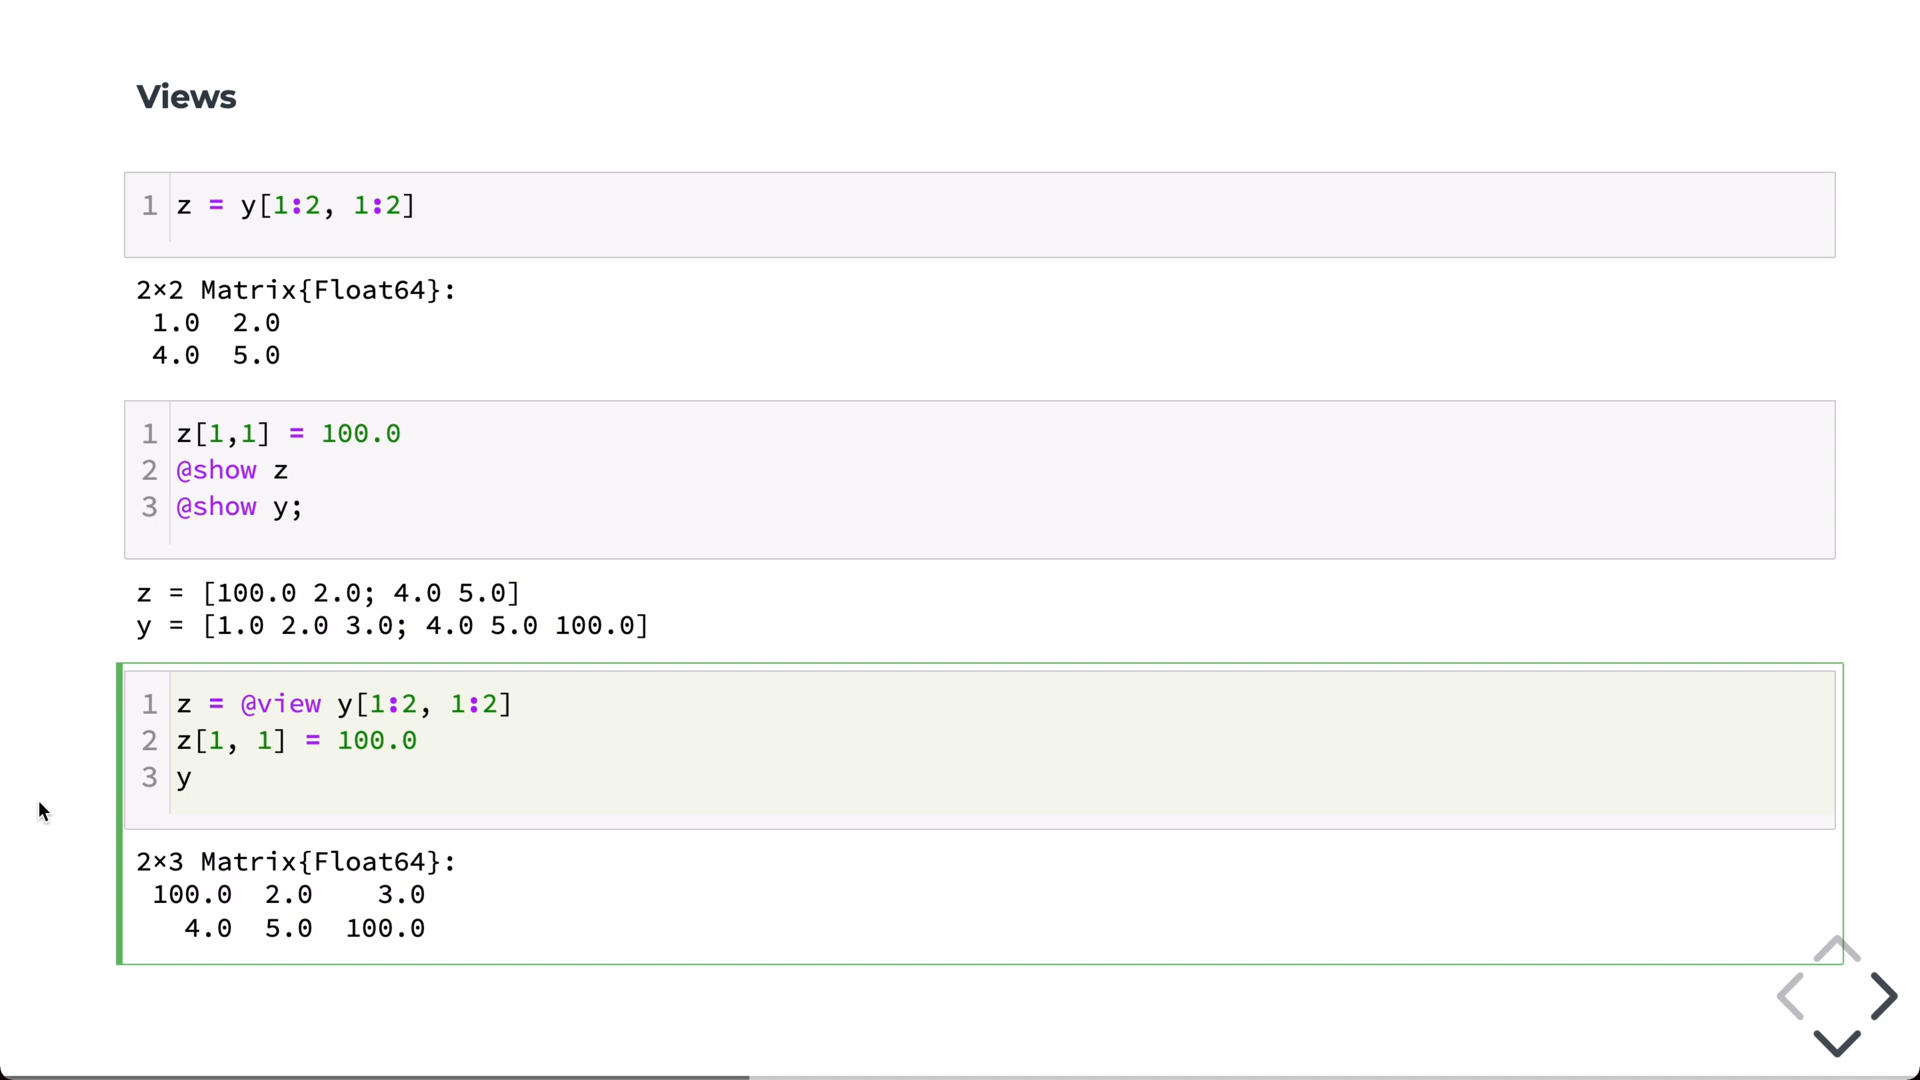 Views
1 z = y[1:2, 1:2]
2×2 Matrix{Float64}:
1.0 2.0
4.0 5.0
1 z[1,1] = 100.0
2 @show z
3 @show y;
z = [100.0 2.0; 4.0 5.0]
y = [1.0 2.0 3.0; 4.0 5.0 100.0]
1 z = @view y[1:2, 1:2]
2 z[1, 1] = 100.0
3 y
2×3 Matrix{Float64}:
100.0 2.0 3.0
4.0 5.0 100.0